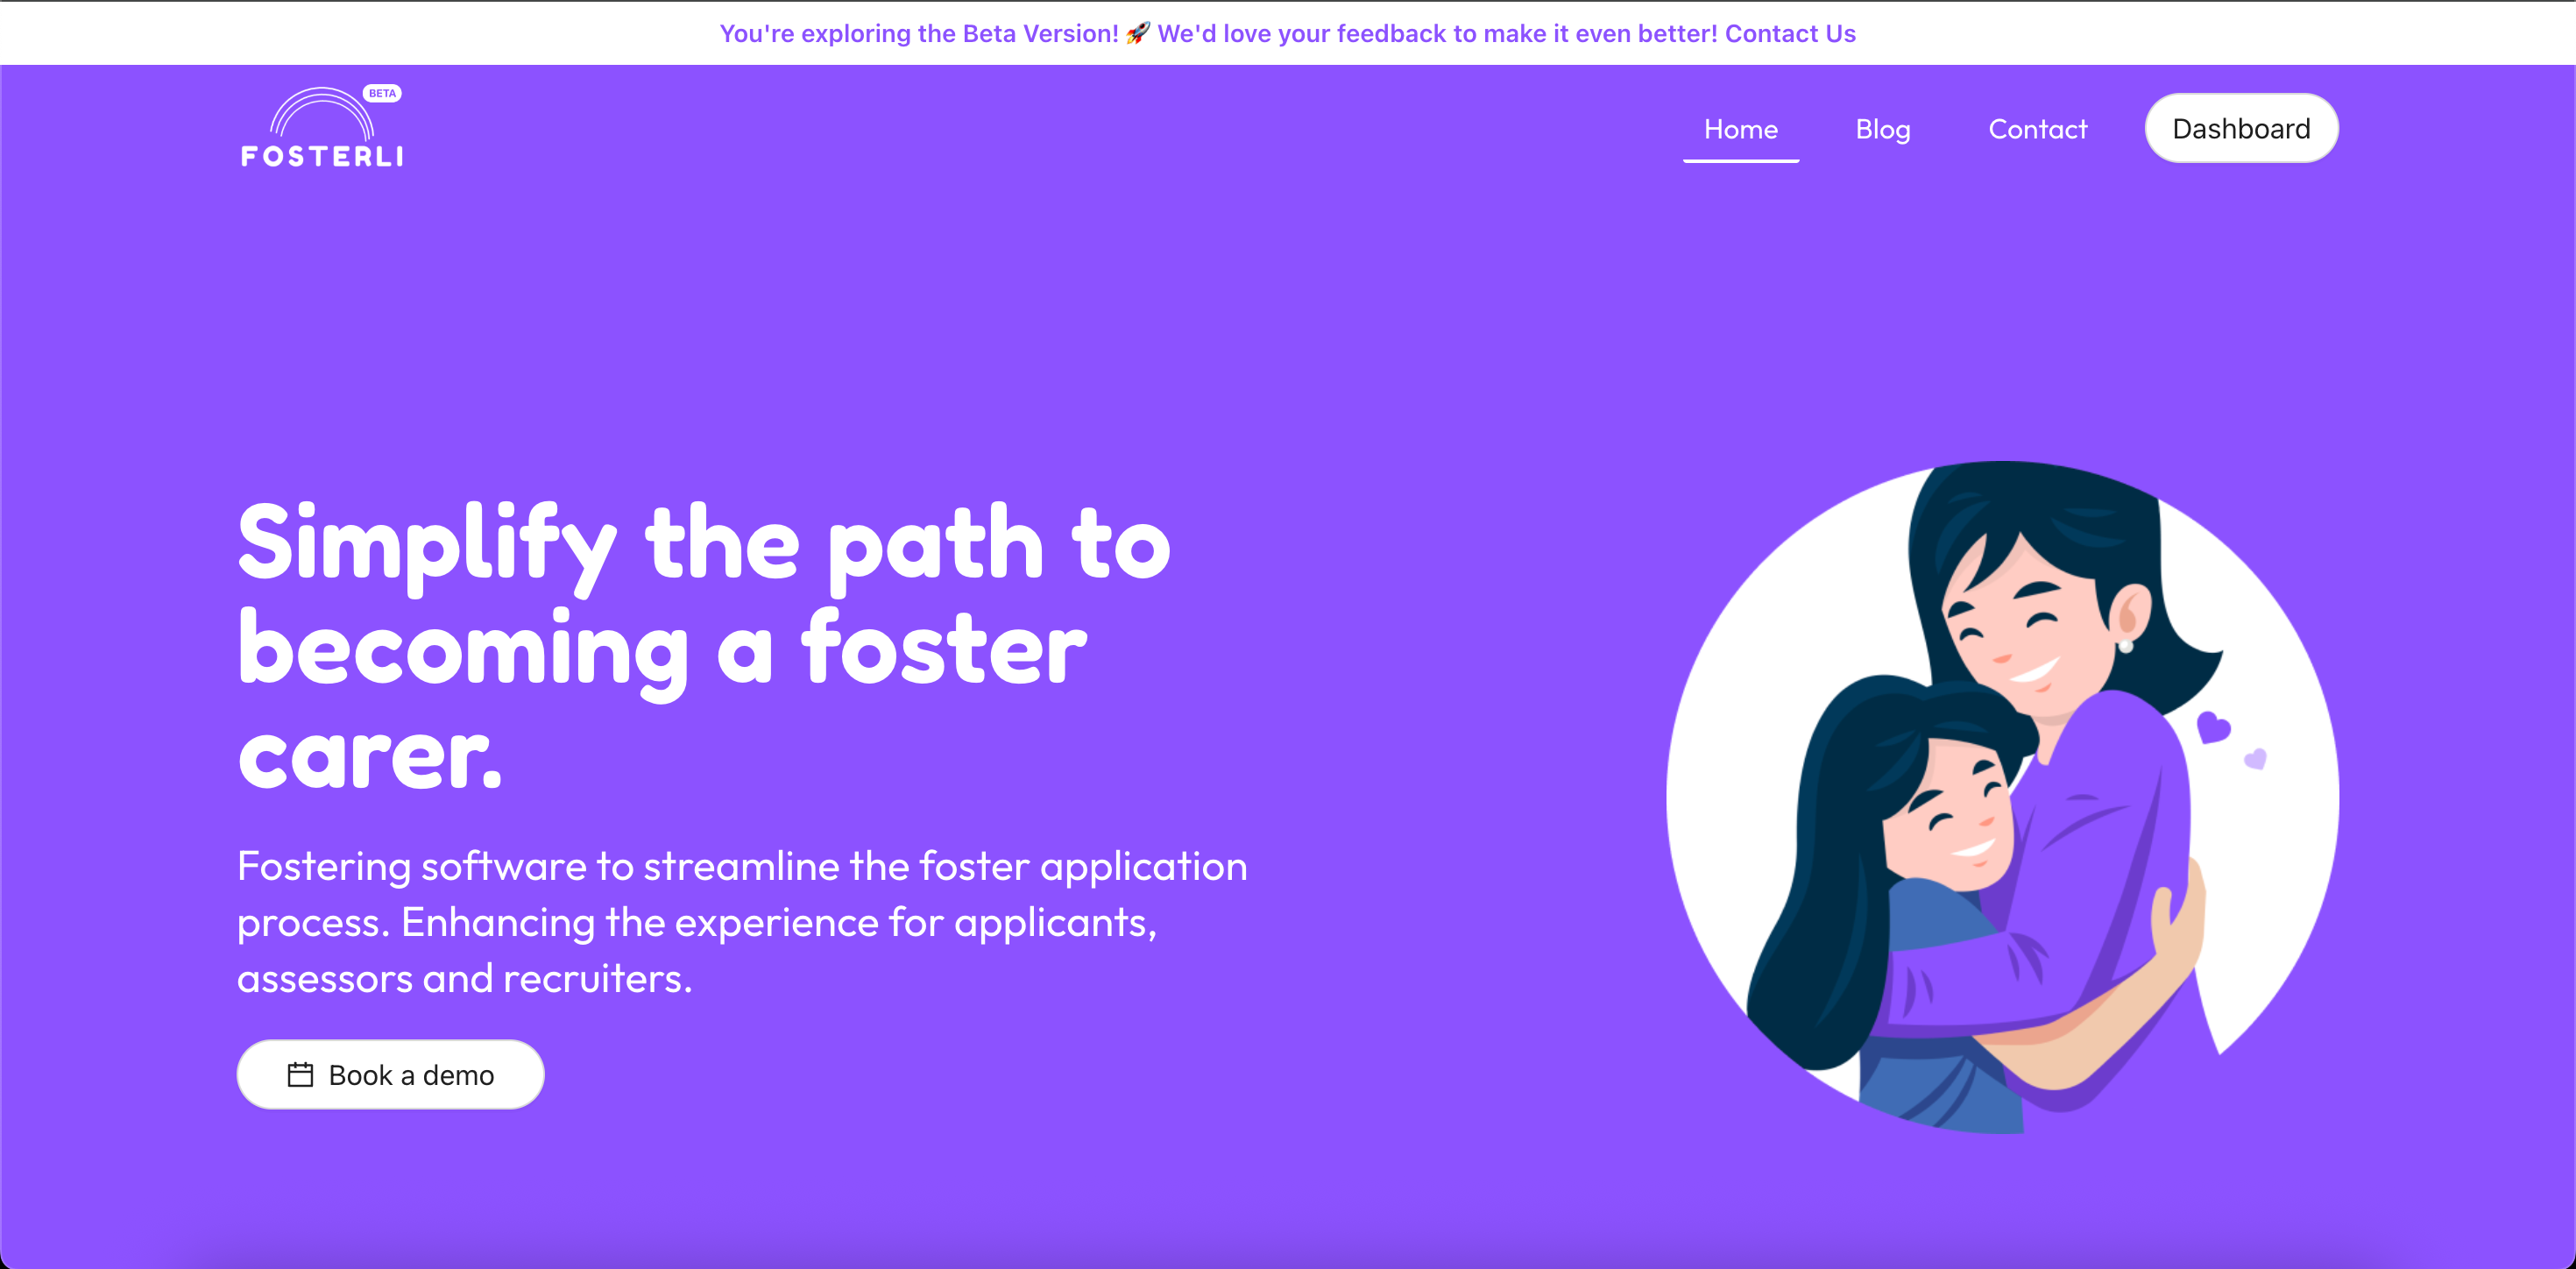 You're exploring the Beta Version! 🚀 We'd love your feedback to make it even better! Contact Us
BETA
FOSTERLI
Home
Blog
Contact
Dashboard
Simplify the path to
becoming a foster
carer.
Fostering software to streamline the foster application
process. Enhancing the experience for applicants,
assessors and recruiters.
Book a demo